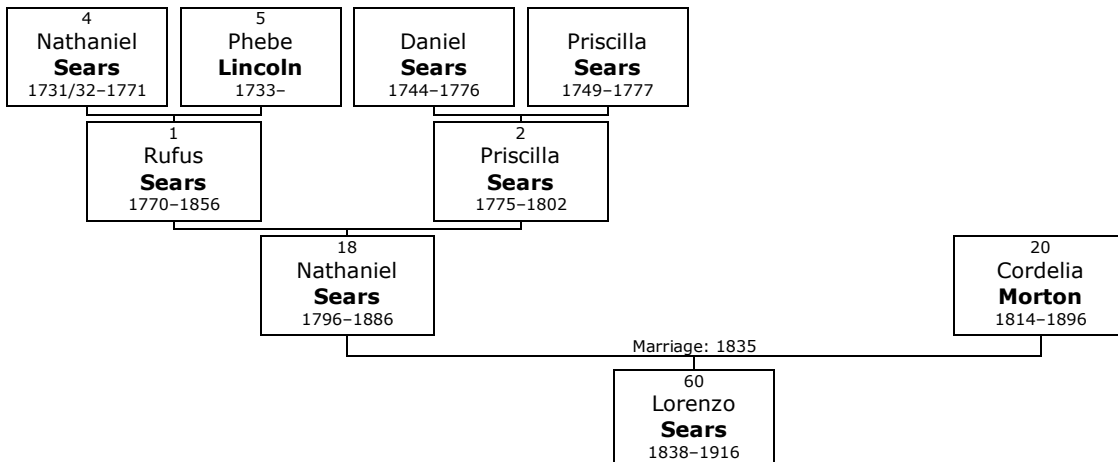 4
Nathaniel
Sears
1731/32–1771
5
Phebe
Lincoln
1733–
Daniel
Sears
1744–1776
Priscilla
Sears
1749–1777
1
Rufus
Sears
1770–1856
2
Priscilla
Sears
1775–1802
18
Nathaniel
Sears
1796–1886
20
Cordelia
Morton
1814–1896
Marriage: 1835
60
Lorenzo
Sears
1838–1916